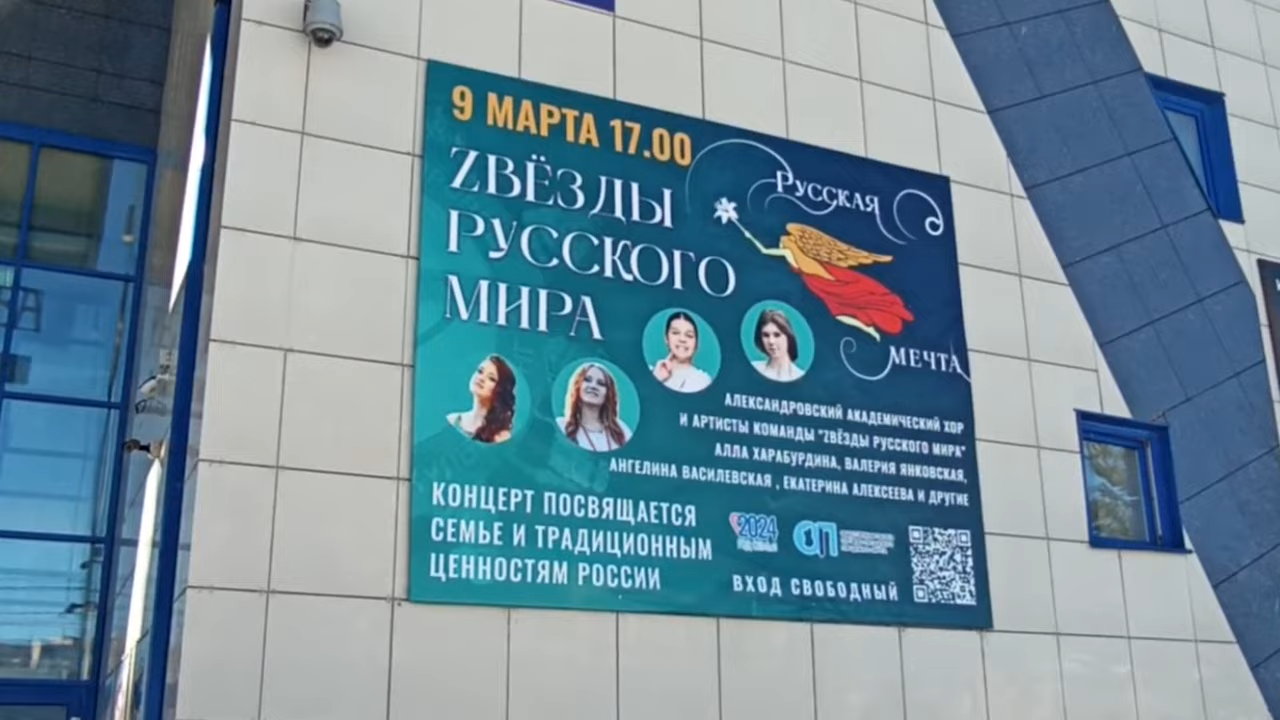 9 МАРТА 17.00
ZВЁЗДЫ
РУССКОГО
МИРА
РУССКАЯ
МЕЧТА
АЛЕКСАНДРОВСКИЙ АКАДЕМИЧЕСКИЙ ХОР
И АРТИСТЫ КОМАНДЫ "ZВЁЗДЫ РУССКОГО МИРА"
АЛЛА ХАРАБУРДИНА, ВАЛЕРИЯ ЯНКОВСКАЯ,
АНГЕЛИНА ВАСИЛЕВСКАЯ , ЕКАТЕРИНА АЛЕКСЕЕВА И ДРУГИЕ
КОНЦЕРТ ПОСВЯЩАЕТСЯ
СЕМЬЕ И ТРАДИЦИОННЫМ
ЦЕННОСТЯМ РОССИИ
2024
ОП
ВХОД СВОБОДНЫЙ